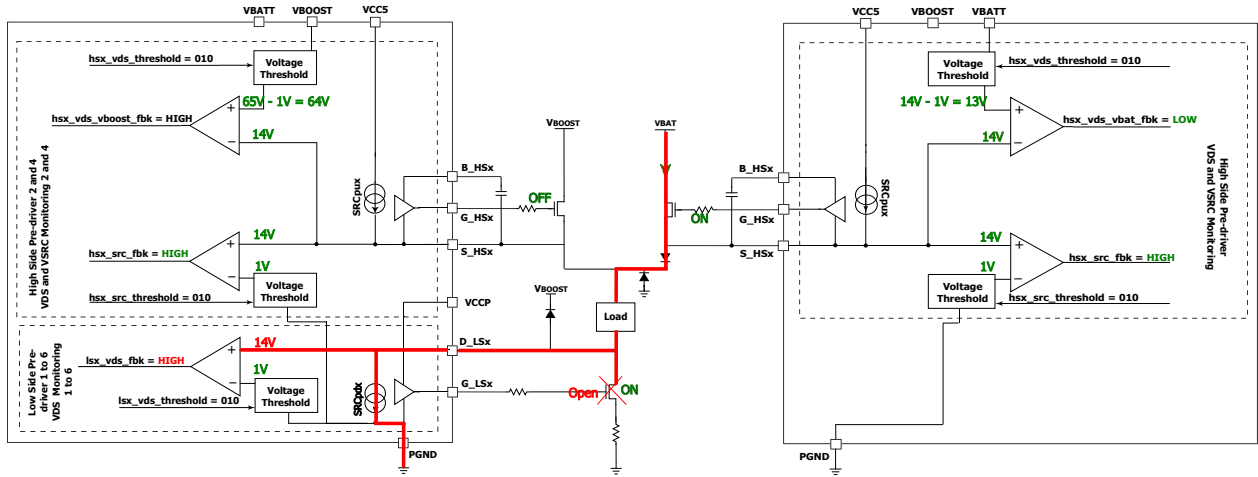 VBATT
VBOOST
VCC5
hsx_vds_threshold = 010
Voltage
Threshold
65V - 1V = 64V
hsx_vds_vboost_fbk = HIGH
14V
High Side Pre-driver 2 and 4
VDS and VSRC Monitoring 2 and 4
SRCpux
B_HSx
G_HSx
S_HSx
14V
hsx_src_fbk = HIGH
1V
hsx_src_threshold = 010
Voltage
Threshold
VCCP
Low Side Pre-
driver 1 to 6
VDS Monitoring
1 to 6
14V
lsx_vds_fbk = HIGH
1V
lsx_vds_threshold = 010
Voltage
Threshold
SRCpdx
D_LSx
G_LSx
PGND
VBOOST
VBAT
OFF
ON
VBOOST
Load
Open
ON
VCC5
VBOOST
VBATT
Voltage
Threshold
hsx_vds_threshold = 010
14V - 1V = 13V
hsx_vds_vbat_fbk = LOW
14V
B_HSx
G_HSx
S_HSx
SRCpux
High Side Pre-driver
VDS and VSRC Monitoring
14V
hsx_src_fbk = HIGH
1V
Voltage
Threshold
hsx_src_threshold = 010
PGND